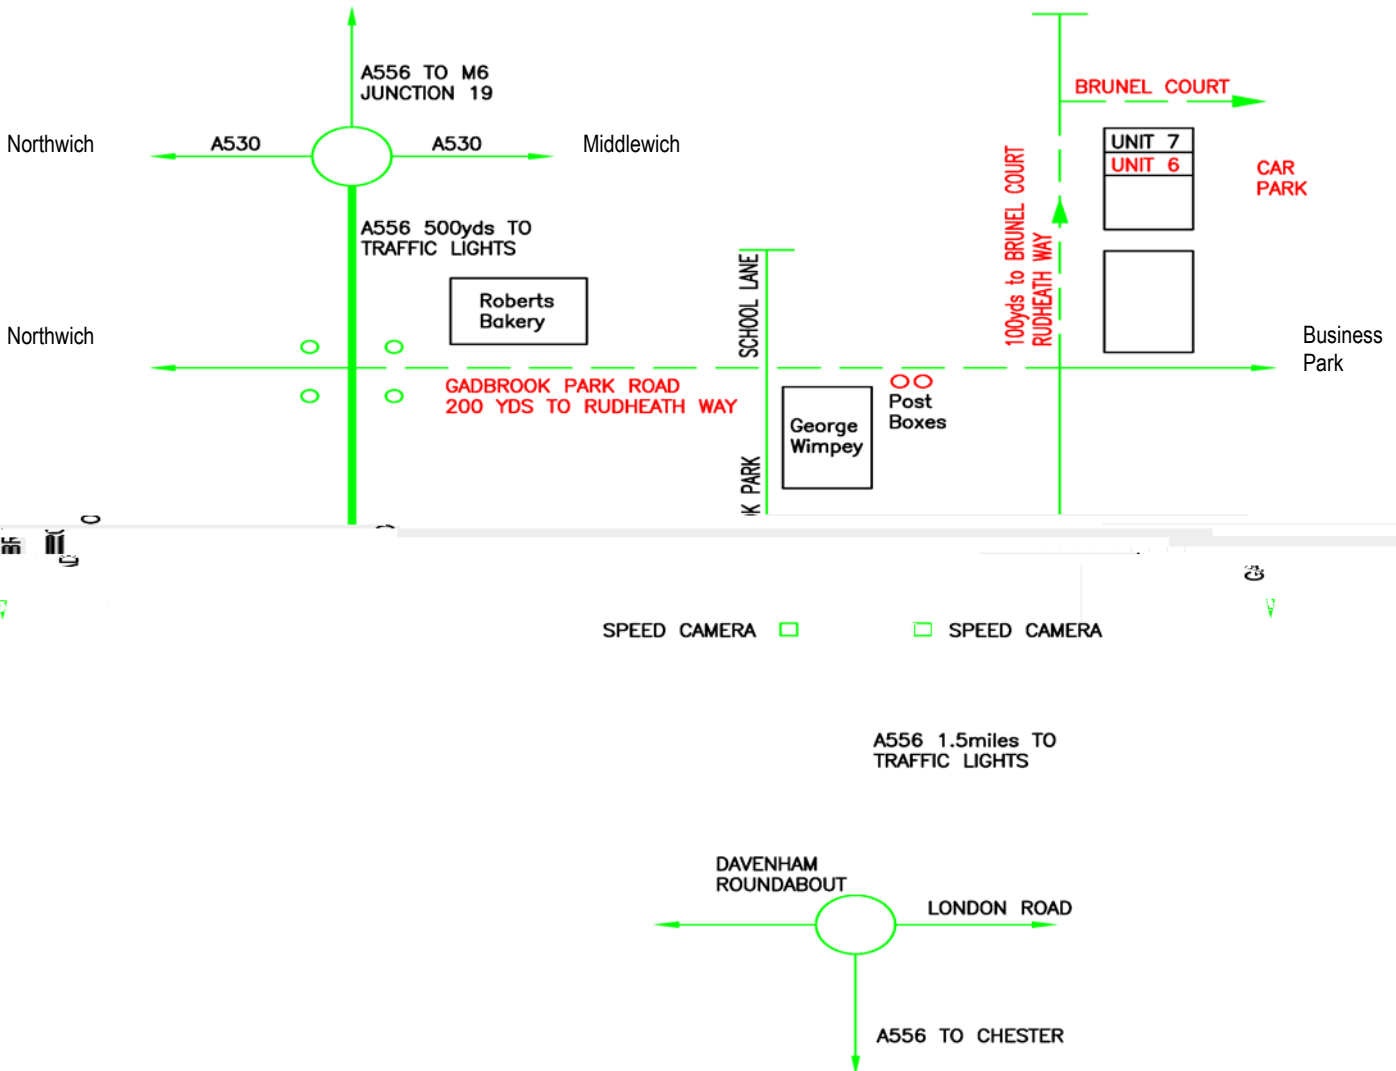 A556 TO M6
JUNCTION 19
BRUNEL COURT
Northwich
A530
A530
Middlewich
UNIT 7
UNIT 6
CAR
PARK
100yds to BRUNEL COURT
RUDHEATH WAY
A556 500yds TO
TRAFFIC LIGHTS
SCHOOL LANE
Roberts
Bakery
Northwich
Business
Park
GADBROOK PARK ROAD
200 YDS TO RUDHEATH WAY
Post
Boxes
George
Wimpey
K PARK
SPEED CAMERA
SPEED CAMERA
A556 1.5miles TO
TRAFFIC LIGHTS
DAVENHAM
ROUNDABOUT
LONDON ROAD
A556 TO CHESTER